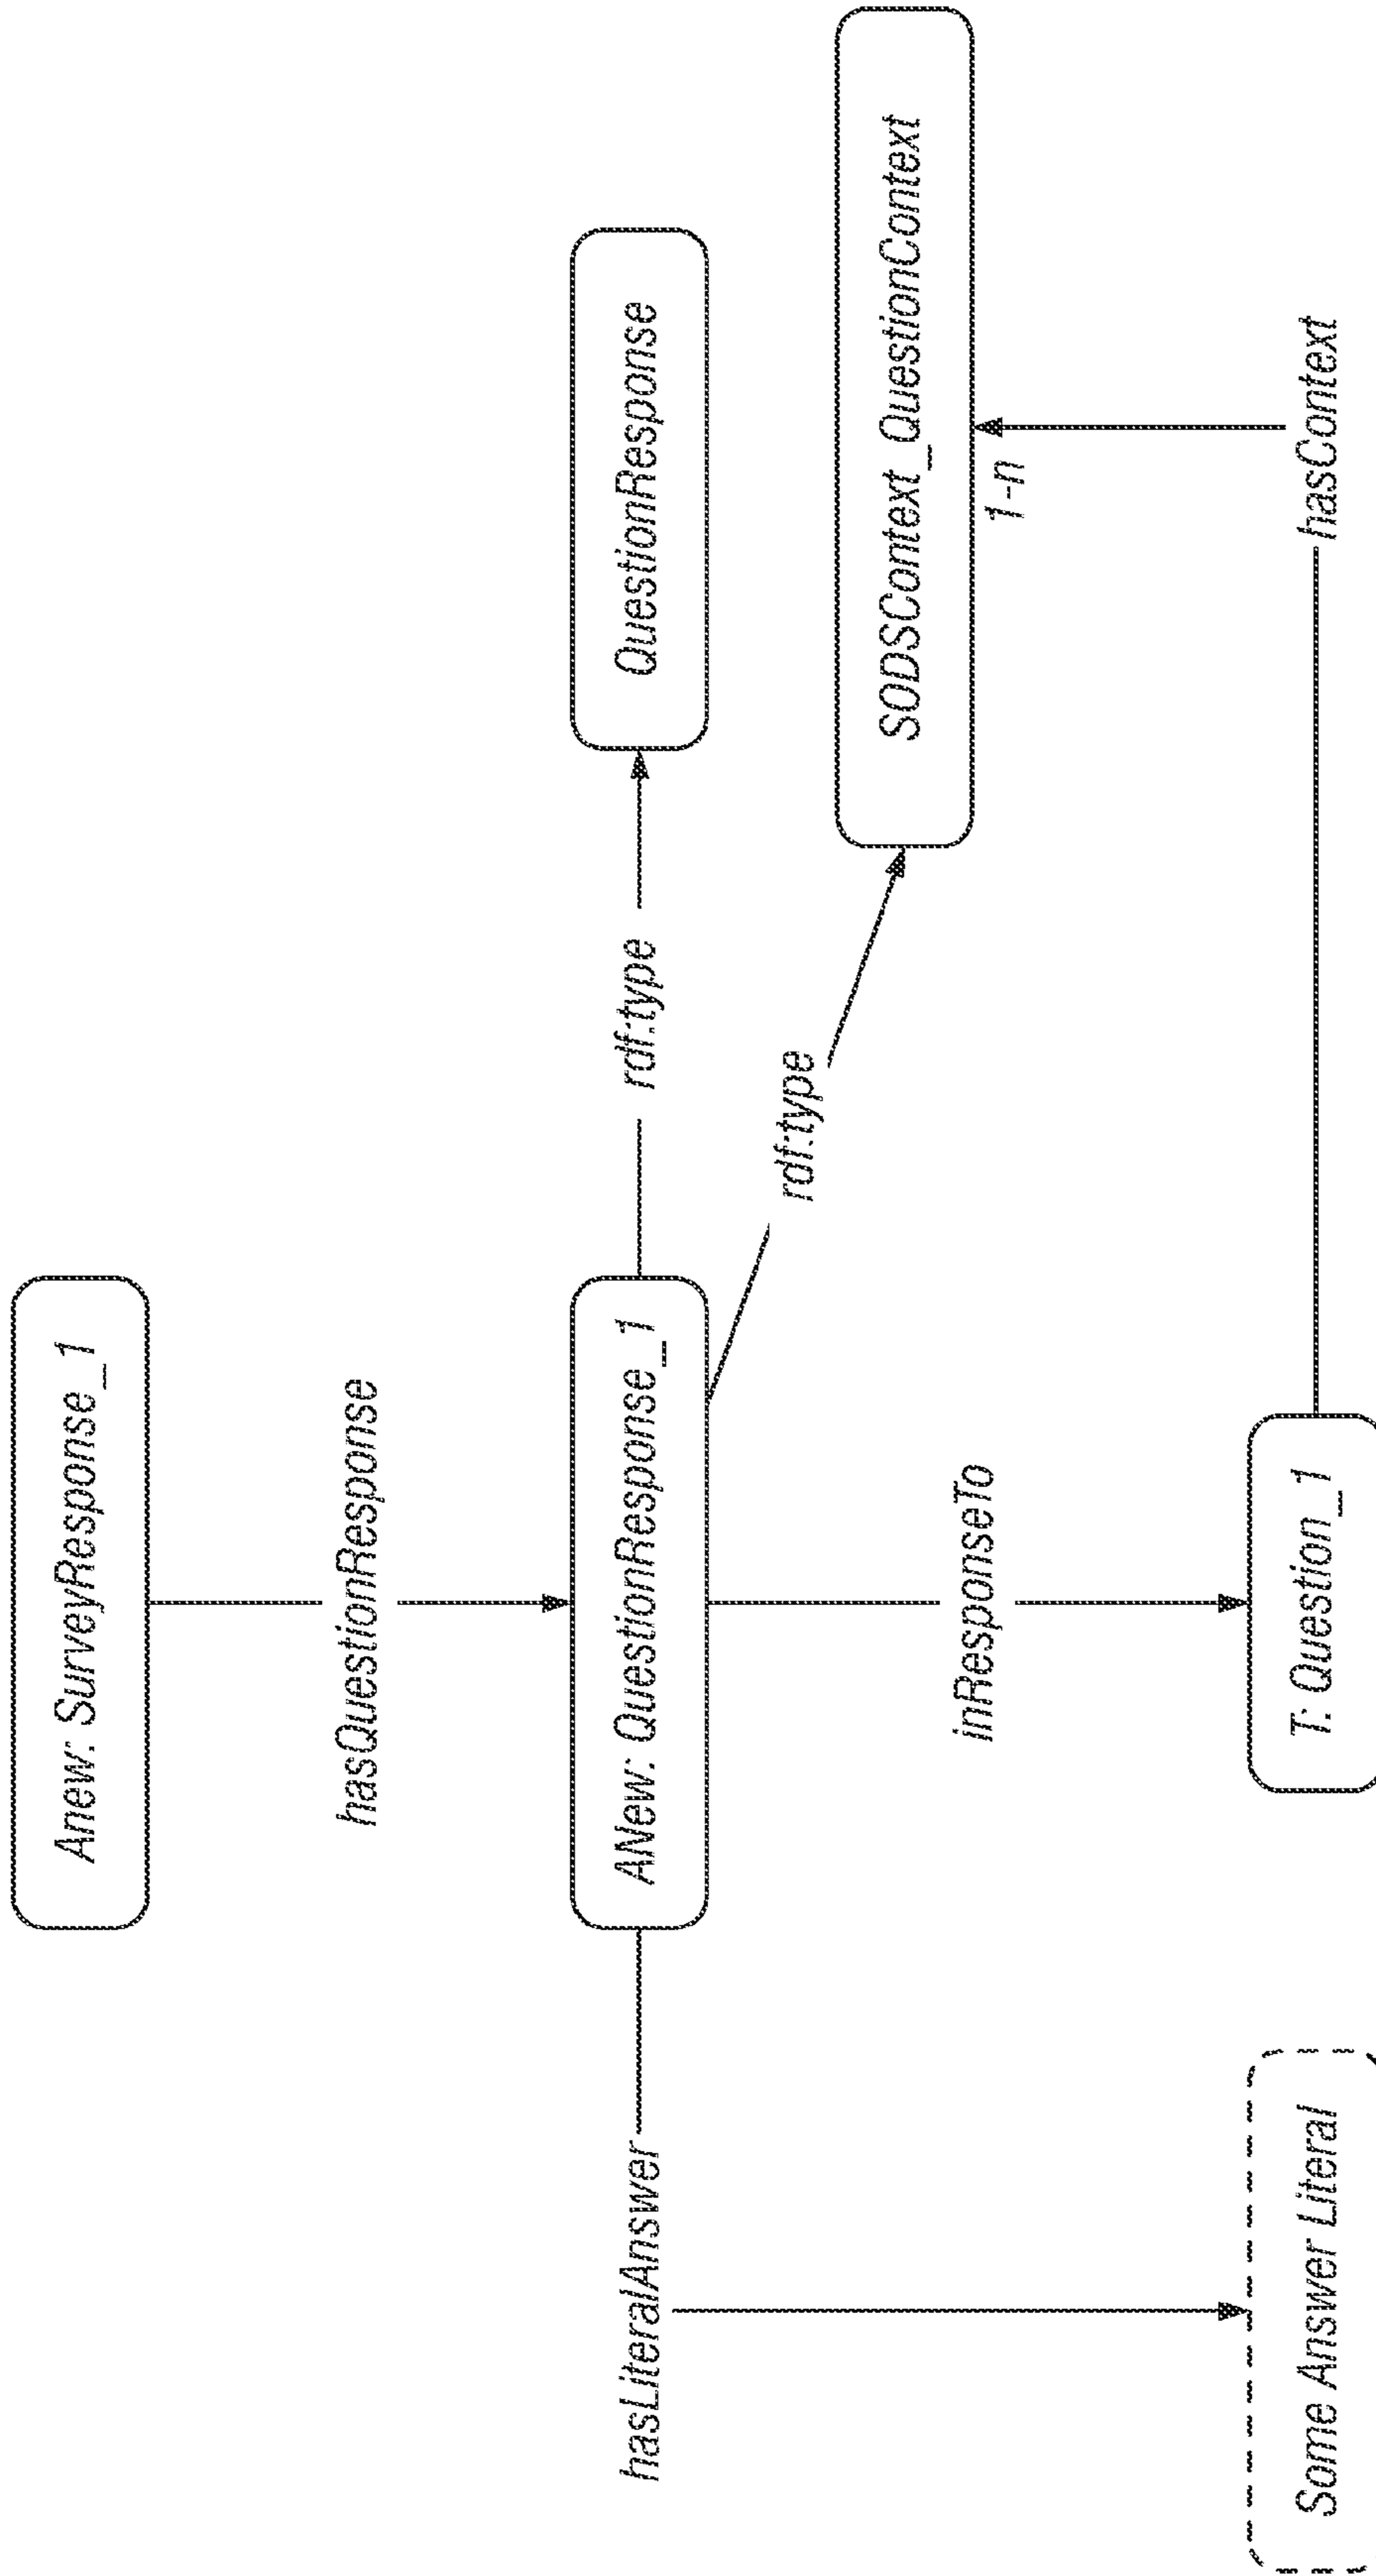 Anew: SurveyResponse_1
hasQuestionResponse
hasLiteralAnswer
ANew: QuestionResponse_1
rdf:type
QuestionResponse
rdf:type
SODSContext_QuestionContext
inResponseTo
1-n
Some Answer Literal
T: Question_1
hasContext